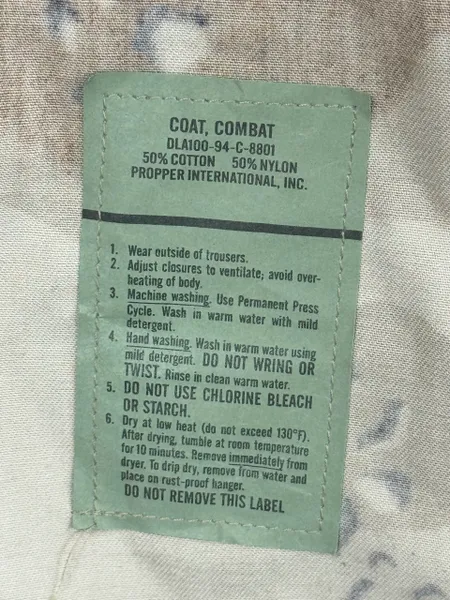 COAT, COMBAT
DLA100-94-C-8801
50% COTTON 50% NYLON
PROPPER INTERNATIONAL, INC.
1. Wear outside of trousers.
2. Adjust closures to ventilate; avoid over-
heating of body.
3. Machine washing. Use Permanent Press
Cycle. Wash in warm water with mild
detergent.
4. Hand washing. Wash in warm water using
mild detergent. DO NOT WRING OR
TWIST. Rinse in clean warm water.
5. DO NOT USE CHLORINE BLEACH
OR STARCH.
6. Dry at low heat (do not exceed 130°F).
After drying, tumble at room temperature
for 10 minutes. Remove immediately from
dryer. To drip dry, remove from water and
place on rust-proof hanger.
DO NOT REMOVE THIS LABEL